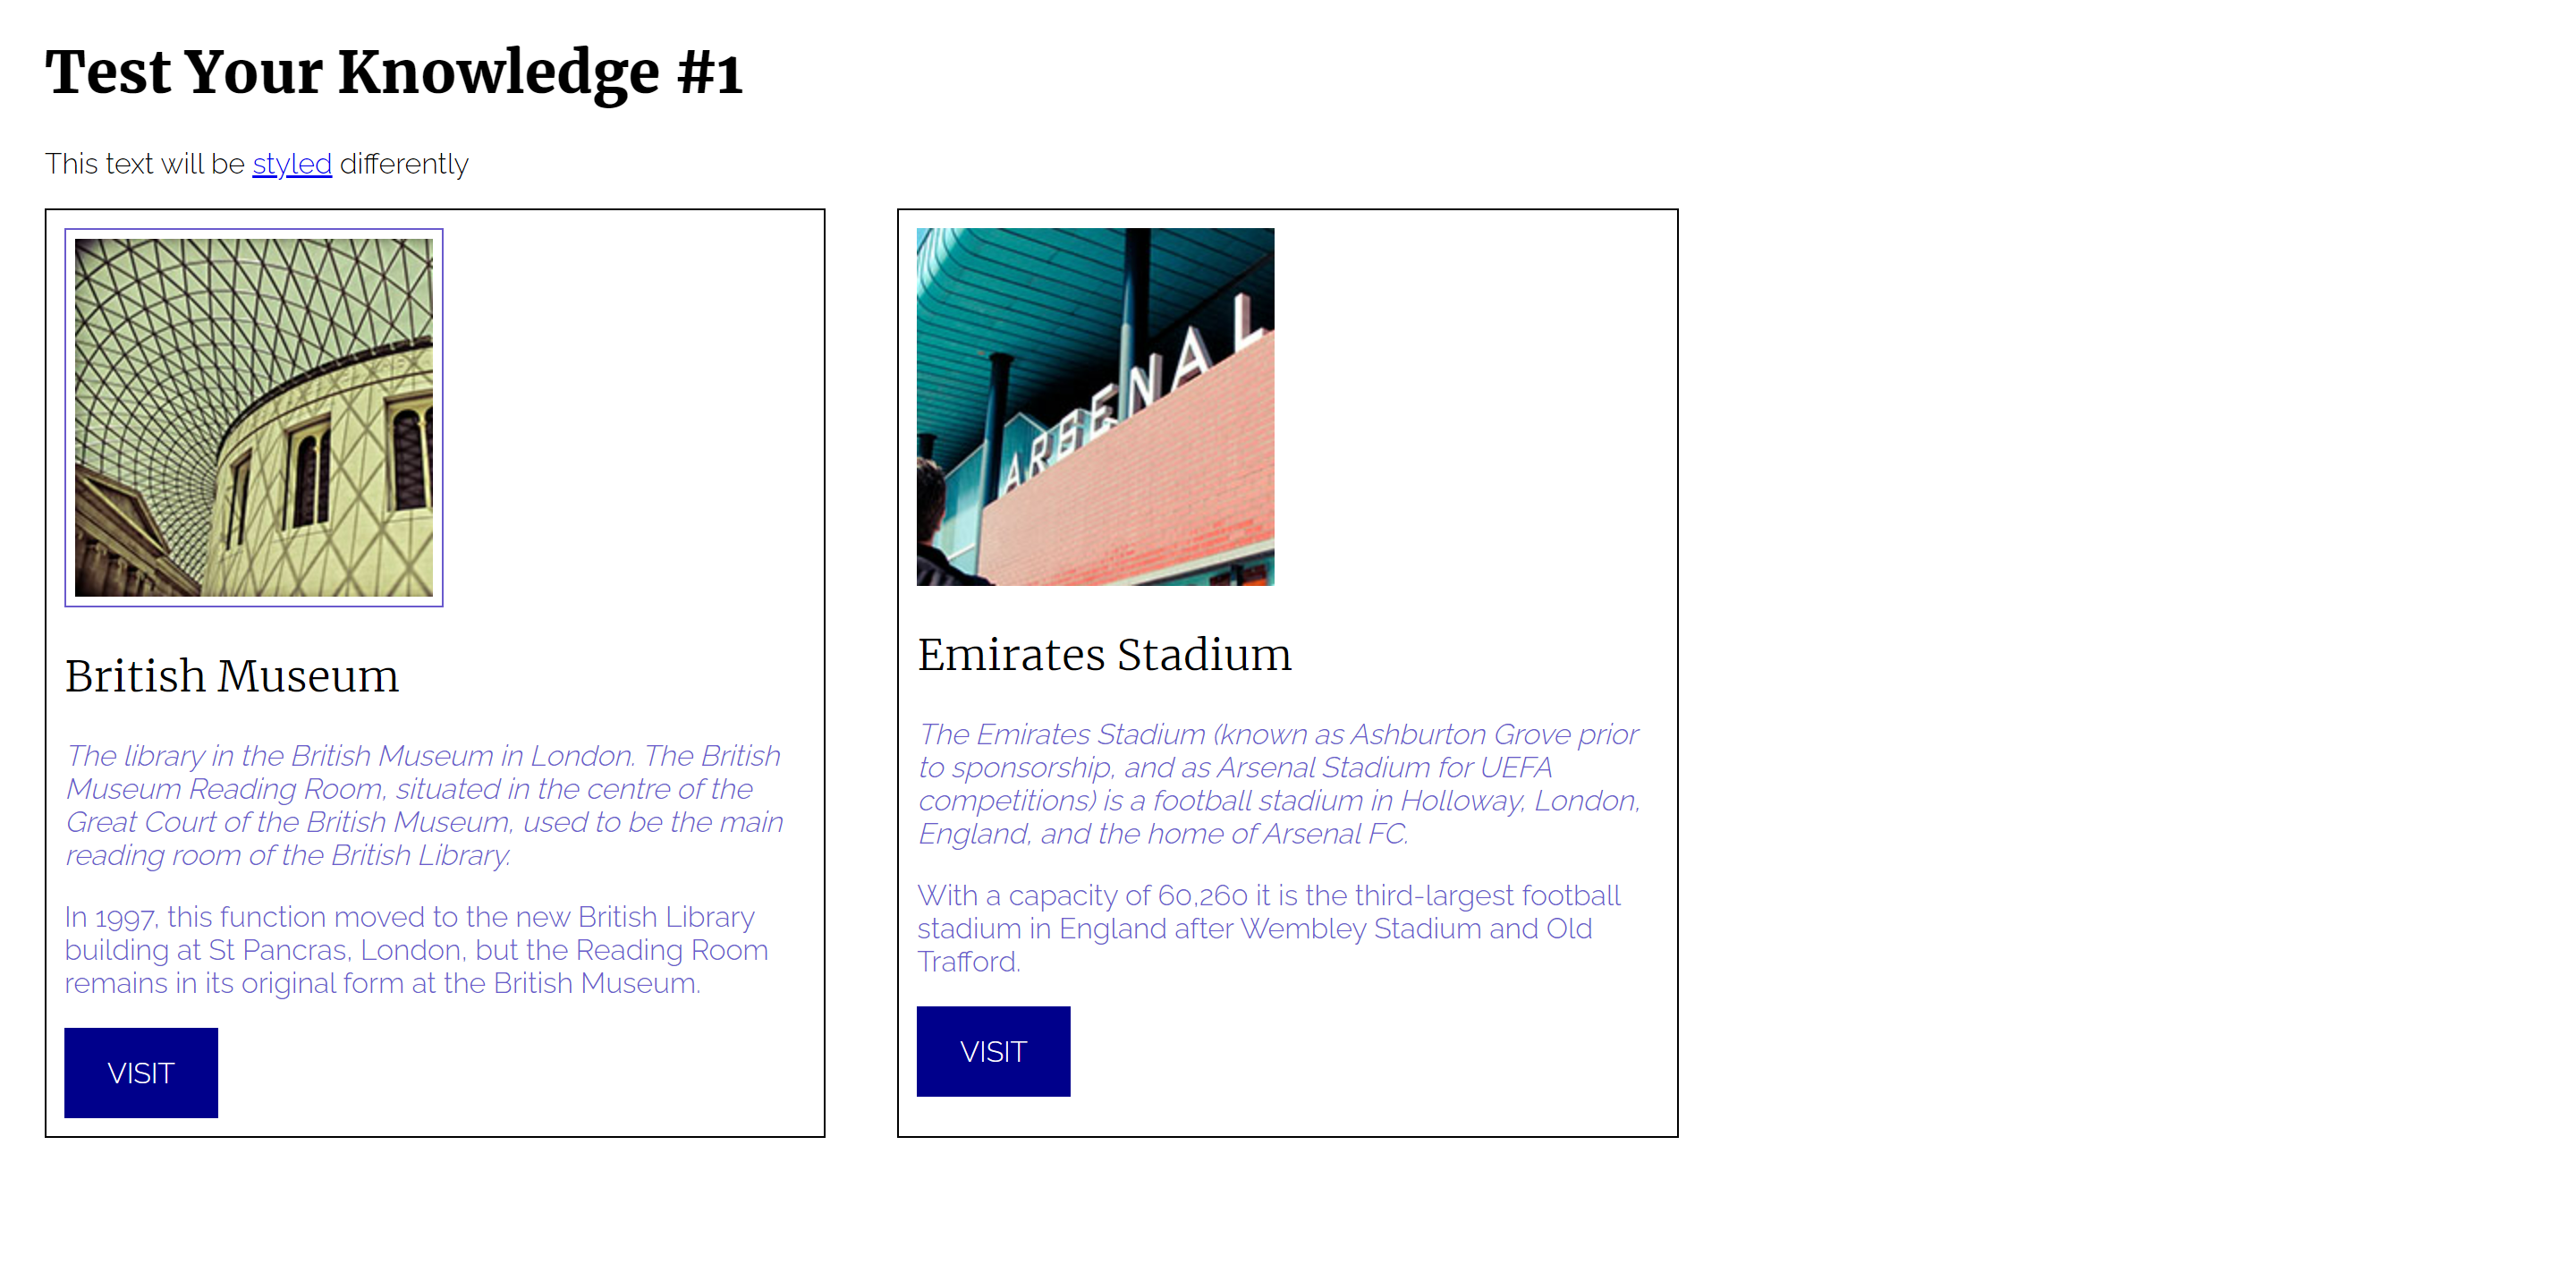 Test Your Knowledge #1
This text will be styled differently
British Museum
The library in the British Museum in London. The British
Museum Reading Room, situated in the centre of the
Great Court of the British Museum, used to be the main
reading room of the British Library.
In 1997, this function moved to the new British Library
building at St Pancras, London, but the Reading Room
remains in its original form at the British Museum.
VISIT
ARSENAL
Emirates Stadium
The Emirates Stadium (known as Ashburton Grove prior
to sponsorship, and as Arsenal Stadium for UEFA
competitions) is a football stadium in Holloway, London,
England, and the home of Arsenal FC.
With a capacity of 60,260 it is the third-largest football
stadium in England after Wembley Stadium and Old
Trafford.
VISIT